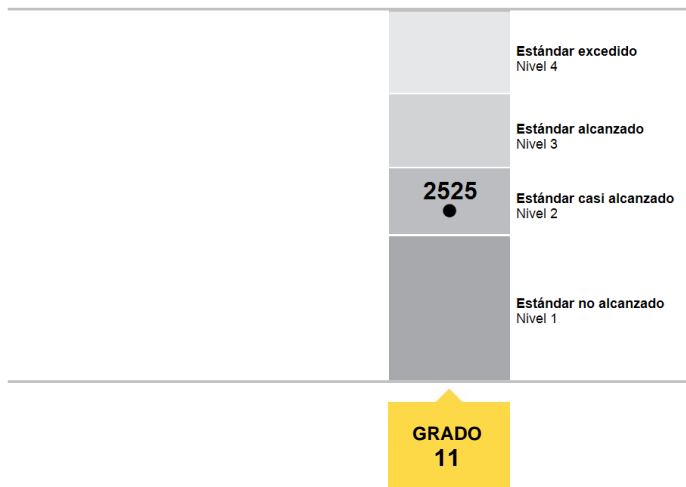 Estándar excedido
Nivel 4
Estándar alcanzado
Nivel 3
2525
Estándar casi alcanzado
Nivel 2
Estándar no alcanzado
Nivel 1
GRADO
11